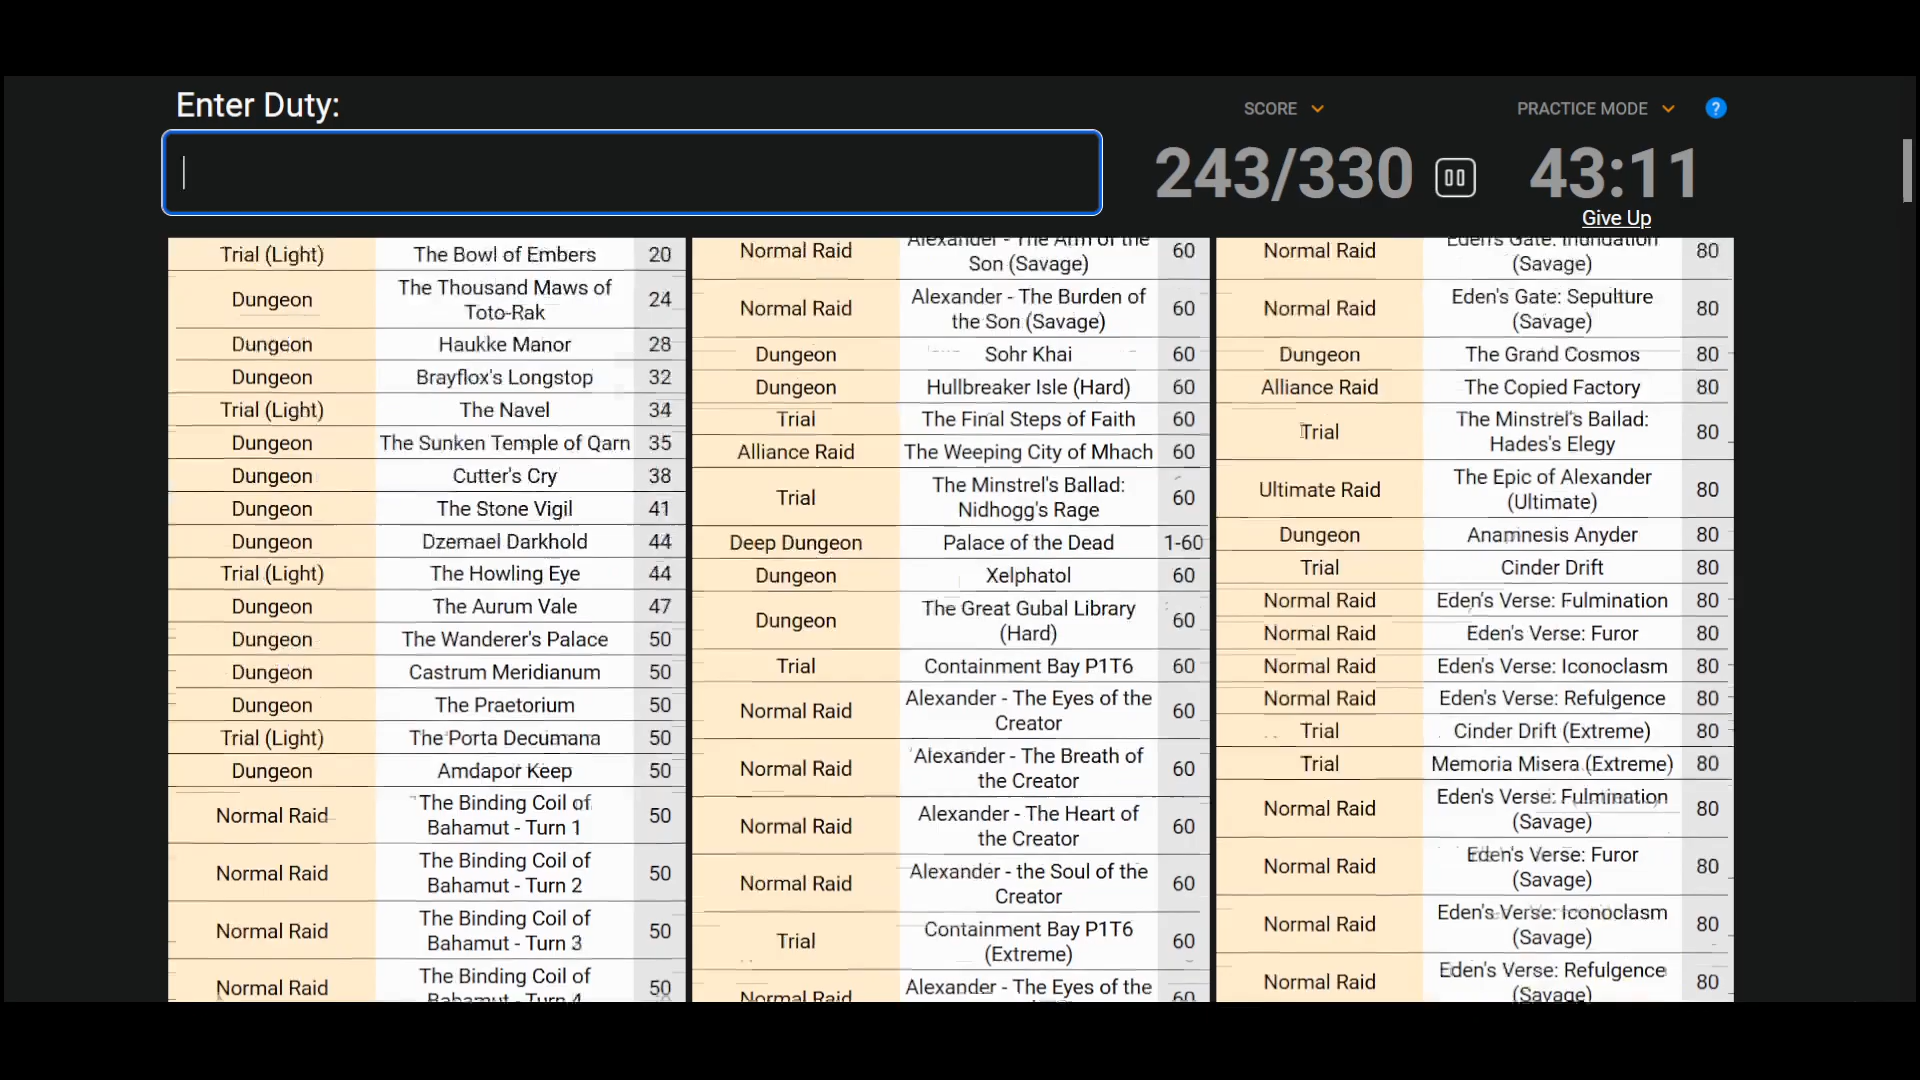 Enter Duty:
SCORE
PRACTICE MODE
?
243/330
43:11
Give Up
Trial (Light) The Bowl of Embers 20
Dungeon The Thousand Maws of
Toto-Rak 24
Dungeon Haukke Manor 28
Dungeon Brayflox's Longstop 32
Trial (Light) The Navel 34
Dungeon The Sunken Temple of Qarn 35
Dungeon Cutter's Cry 38
Dungeon The Stone Vigil 41
Dungeon Dzemael Darkhold 44
Trial (Light) The Howling Eye 44
Dungeon The Aurum Vale 47
Dungeon The Wanderer's Palace 50
Dungeon Castrum Meridianum 50
Dungeon The Praetorium 50
Trial (Light) The Porta Decumana 50
Dungeon Amdapor Keep 50
Normal Raid The Binding Coil of
Bahamut - Turn 1 50
Normal Raid The Binding Coil of
Bahamut - Turn 2 50
Normal Raid The Binding Coil of
Bahamut - Turn 3 50
Normal Raid The Binding Coil of
Bahamut - Turn 4 50
Normal Raid Alexander - The Arm of the
Son (Savage) 60
Normal Raid Alexander - The Burden of
the Son (Savage) 60
Dungeon Sohr Khai 60
Dungeon Hullbreaker Isle (Hard) 60
Trial The Final Steps of Faith 60
Alliance Raid The Weeping City of Mhach 60
Trial The Minstrel's Ballad:
Nidhogg's Rage 60
Deep Dungeon Palace of the Dead 1-60
Dungeon Xelphatol 60
Dungeon The Great Gubal Library
(Hard) 60
Trial Containment Bay P1T6 60
Normal Raid Alexander - The Eyes of the
Creator 60
Normal Raid Alexander - The Breath of
the Creator 60
Normal Raid Alexander - The Heart of
the Creator 60
Normal Raid Alexander - the Soul of the
Creator 60
Trial Containment Bay P1T6
(Extreme) 60
Normal Raid Alexander - The Eyes of the 60
Normal Raid Eden's Gate: Inundation
(Savage) 80
Normal Raid Eden's Gate: Sepulture
(Savage) 80
Dungeon The Grand Cosmos 80
Alliance Raid The Copied Factory 80
Trial The Minstrel's Ballad:
Hades's Elegy 80
Ultimate Raid The Epic of Alexander
(Ultimate) 80
Dungeon Anamnesis Anyder 80
Trial Cinder Drift 80
Normal Raid Eden's Verse: Fulmination 80
Normal Raid Eden's Verse: Furor 80
Normal Raid Eden's Verse: Iconoclasm 80
Normal Raid Eden's Verse: Refulgence 80
Trial Cinder Drift (Extreme) 80
Trial Memoria Misera (Extreme) 80
Normal Raid Eden's Verse: Fulmination
(Savage) 80
Normal Raid Eden's Verse: Furor
(Savage) 80
Normal Raid Eden's Verse: Iconoclasm
(Savage) 80
Normal Raid Eden's Verse: Refulgence
(Savage) 80